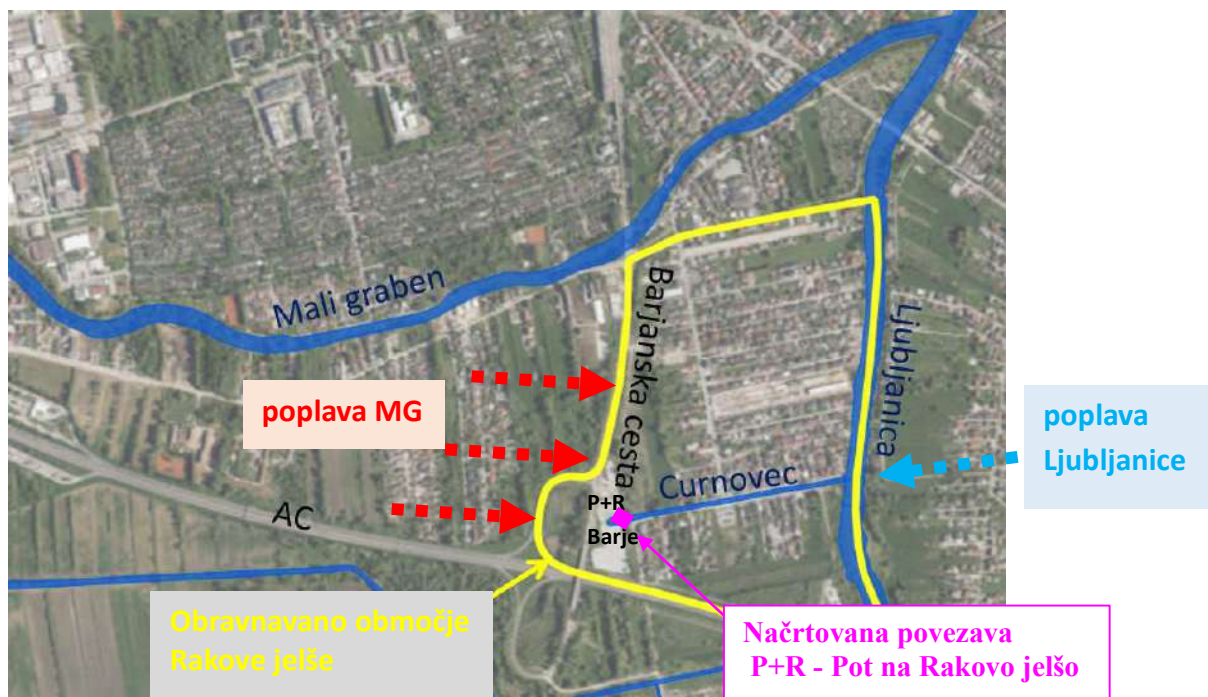 Mali graben
Barjanska cesta
Ljubljanica
poplava MG
poplava
Ljubljanice
Curnovec
P+R
Barje
AC
Obravnavano območje
Rakove jelše
Načrtovana povezava
P+R - Pot na Rakovo jelšo